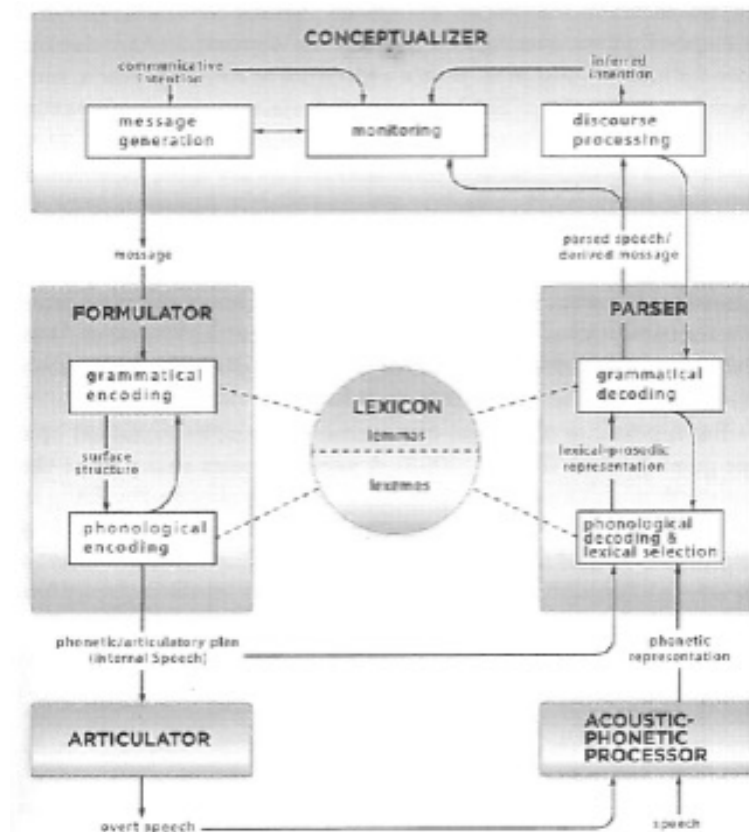 CONCEPTUALIZER
communicative
intention
inferred
intention
message
generation
monitoring
discourse
processing
message
parsed speech/
derived message
FORMULATOR
PARSER
grammatical
encoding
LEXICON
lemmas
lexemes
grammatical
decoding
surface
structure
lexical-prosodic
representation
phonological
encoding
phonological
decoding &
lexical selection
phonetic/articulatory plan
(internal Speech)
phonetic
representation
ARTICULATOR
ACOUSTIC-
PHONETIC
PROCESSOR
overt speech
speech